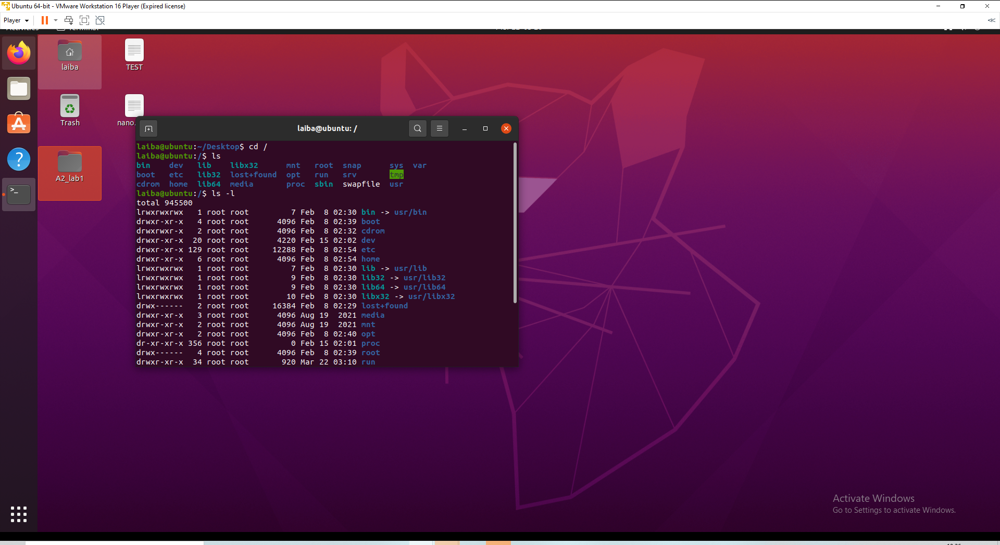 Ubuntu 64-bit - VMware Workstation 16 Player (Expired license)
Player
laiba
TEST
Trash
nano.
A2_lab1
laiba@ubuntu: /
laiba@ubuntu:~/Desktop$ cd /
laiba@ubuntu:/$ ls
bin dev lib libx32 mnt root snap sys var
boot etc lib32 lost+found opt run srv tmp
cdrom home lib64 media proc sbin swapfile usr
laiba@ubuntu:/$ ls -l
total 945500
lrwxrwxrwx 1 root root 7 Feb 8 02:30 bin -> usr/bin
drwxr-xr-x 4 root root 4096 Feb 8 02:39 boot
drwxrwxr-x 2 root root 4096 Feb 8 02:32 cdrom
drwxr-xr-x 20 root root 4220 Feb 15 02:02 dev
drwxr-xr-x 129 root root 12288 Feb 8 02:54 etc
drwxr-xr-x 6 root root 4096 Feb 8 02:54 home
lrwxrwxrwx 1 root root 7 Feb 8 02:30 lib -> usr/lib
lrwxrwxrwx 1 root root 9 Feb 8 02:30 lib32 -> usr/lib32
lrwxrwxrwx 1 root root 9 Feb 8 02:30 lib64 -> usr/lib64
lrwxrwxrwx 1 root root 10 Feb 8 02:30 libx32 -> usr/libx32
drwx------ 2 root root 16384 Feb 8 02:29 lost+found
drwxr-xr-x 3 root root 4096 Aug 19 2021 media
drwxr-xr-x 2 root root 4096 Aug 19 2021 mnt
drwxr-xr-x 2 root root 4096 Feb 8 02:40 opt
dr-xr-xr-x 356 root root 0 Feb 15 02:01 proc
drwx------ 4 root root 4096 Feb 8 02:39 root
drwxr-xr-x 34 root root 920 Mar 22 03:10 run
Activate Windows
Go to Settings to activate Windows.